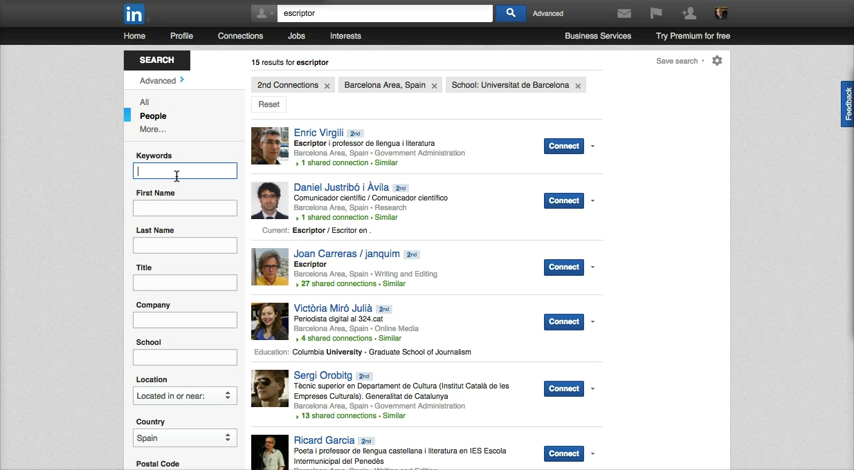 in
escriptor
Advanced
Home Profile Connections Jobs Interests Business Services Try Premium for free
SEARCH
Advanced
All
People
More...
Keywords
First Name
Last Name
Title
Company
School
Location
Located in or near:
Country
Spain
Postal Code
15 results for escriptor
Save search
2nd Connections × Barcelona Area, Spain × School: Universitat de Barcelona ×
Reset
Enric Virgili 2nd
Escriptor i professor de llengua i literatura
Barcelona Area, Spain • Government Administration
1 shared connection • Similar
Connect
Daniel Justribó i Àvila 2nd
Comunicador científic / Comunicador científico
Barcelona Area, Spain • Research
1 shared connection • Similar
Current: Escriptor / Escritor en .
Connect
Joan Carreras / janquim 2nd
Escriptor
Barcelona Area, Spain • Writing and Editing
27 shared connections • Similar
Connect
Victòria Miró Julià 2nd
Periodista digital al 324.cat
Barcelona Area, Spain • Online Media
4 shared connections • Similar
Education: Columbia University - Graduate School of Journalism
Connect
Sergi Orobitg 2nd
Tècnic superior en Departament de Cultura (Institut Català de les
Empreses Culturals). Generalitat de Catalunya
Barcelona Area, Spain • Government Administration
13 shared connections • Similar
Connect
Ricard Garcia 2nd
Poeta i professor de llengua castellana i literatura en IES Escola
Intermunicipal del Penedès
Connect
Feedback